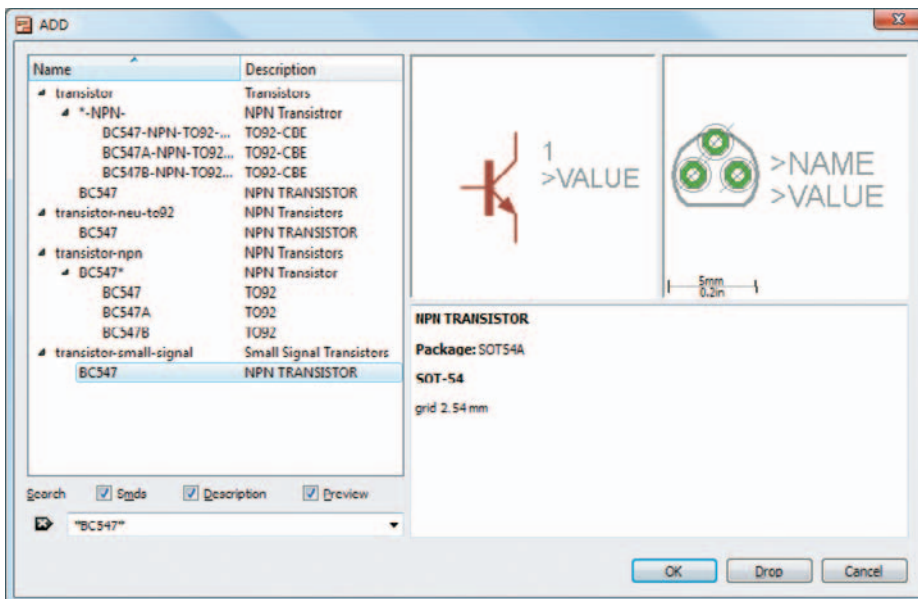 ADD
Name Description
transistor Transistors
*-NPN- NPN Transistror
BC547-NPN-TO92-... TO92-CBE
BC547A-NPN-TO92... TO92-CBE
BC547B-NPN-TO92... TO92-CBE
BC547 NPN TRANSISTOR
transistor-neu-to92 NPN Transistors
BC547 NPN TRANSISTOR
transistor-npn NPN Transistors
BC547* NPN Transistor
BC547 TO92
BC547A TO92
BC547B TO92
transistor-small-signal Small Signal Transistors
BC547 NPN TRANSISTOR
Search Smds Description Preview
*BC547*
1
>VALUE
>NAME
>VALUE
5mm
0.2in
NPN TRANSISTOR
Package: SOT54A
SOT-54
grid 2.54 mm
OK Drop Cancel